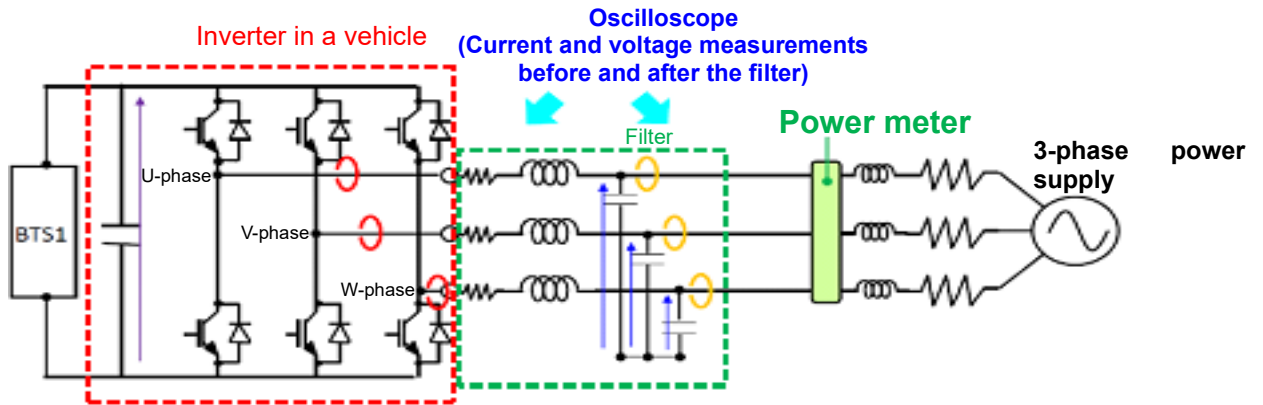 Inverter in a vehicle
Oscilloscope
(Current and voltage measurements
before and after the filter)
Filter
Power meter
3-phase power
supply
U-phase
V-phase
BTS1
W-phase